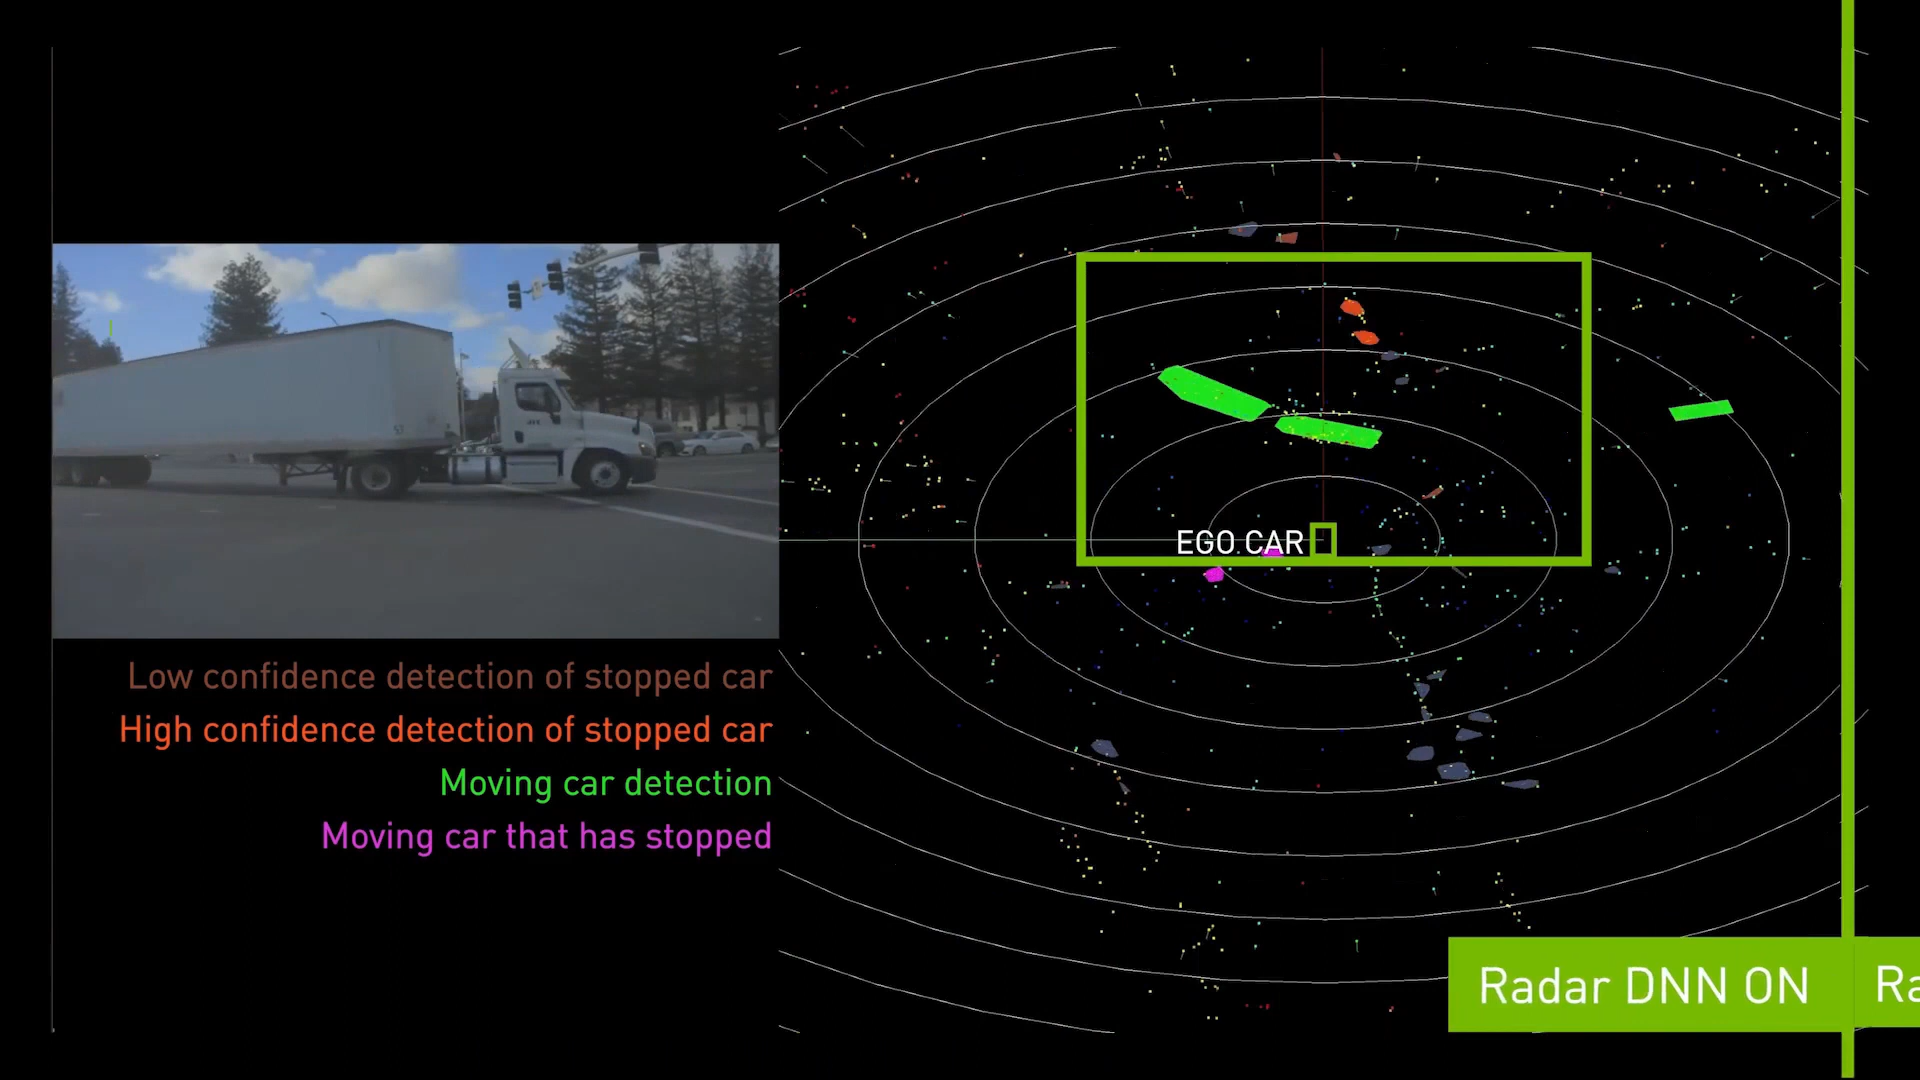 EGO CAR
Low confidence detection of stopped car
High confidence detection of stopped car
Moving car detection
Moving car that has stopped
Radar DNN ON
Ra